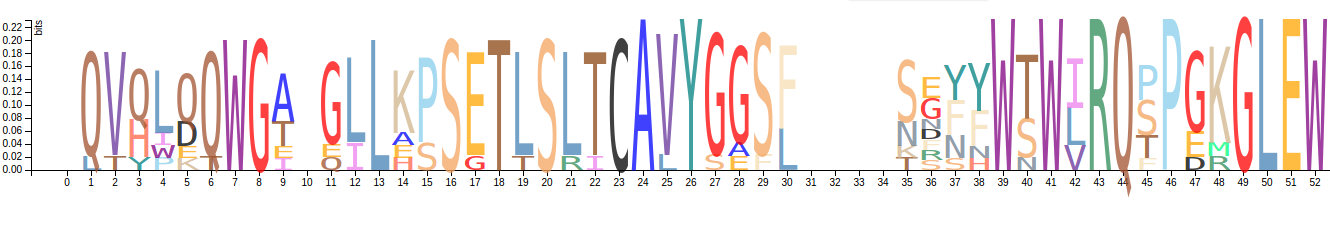 bits
0.22
0.20
0.18
0.16
0.14
0.12
0.10
0.08
0.06
0.04
0.02
0.00
Q V Q L Q Q W G A G L L K P S E T L S L T C A V Y G G S F S E Y Y W T W I R Q P P G K G L E W
L T H I D T T E I A S G T R I L S A L N G F F S L S E M
Y W E E Q E E K N N N N V T D R
P K I H T D S H F
F
R
S
0 1 2 3 4 5 6 7 8 9 10 11 12 13 14 15 16 17 18 19 20 21 22 23 24 25 26 27 28 29 30 31 32 33 34 35 36 37 38 39 40 41 42 43 44 45 46 47 48 49 50 51 52